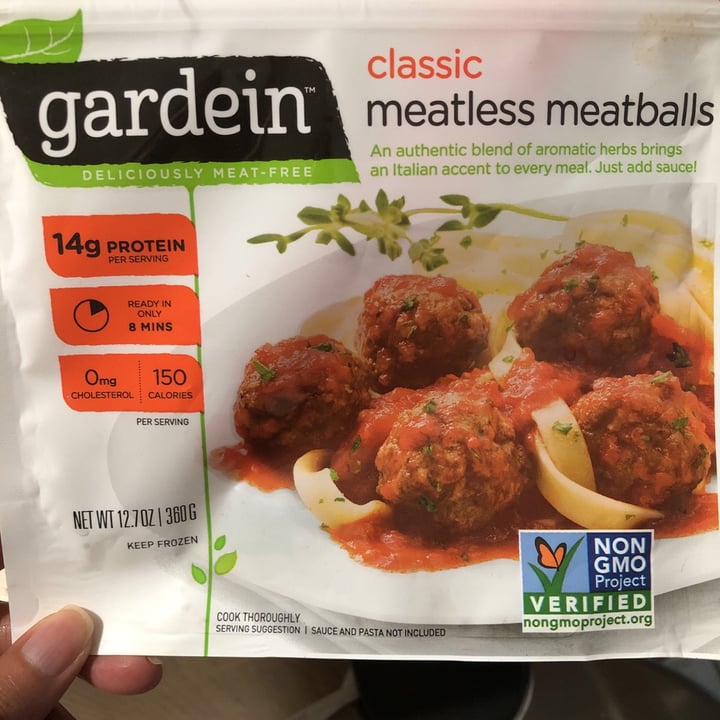 gardein™
DELICIOUSLY MEAT-FREE
classic
meatless meatballs
An authentic blend of aromatic herbs brings
an Italian accent to every meal. Just add sauce!
14g PROTEIN
PER SERVING
READY IN
ONLY
8 MINS
0mg
CHOLESTEROL
150
CALORIES
PER SERVING
NET WT 12.7 OZ | 360 G
KEEP FROZEN
COOK THOROUGHLY
SERVING SUGGESTION | SAUCE AND PASTA NOT INCLUDED
NON
GMO
Project
VERIFIED
nongmoproject.org